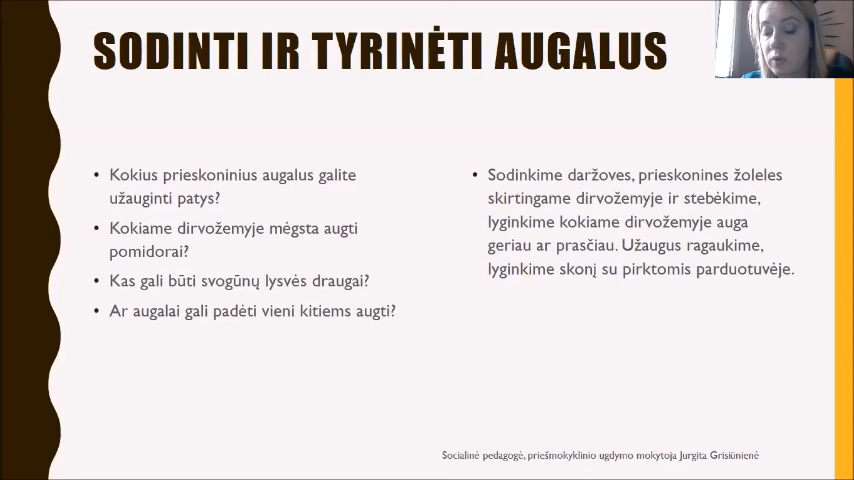 SODINTI IR TYRINĖTI AUGALUS
• Kokius prieskoninius augalus galite
užauginti patys?
• Kokiame dirvožemyje mėgsta augti
pomidorai?
• Kas gali būti svogūnų lysvės draugai?
• Ar augalai gali padėti vieni kitiems augti?
• Sodinkime daržoves, prieskonines žoleles
skirtingame dirvožemyje ir stebėkime,
lyginkime kokiame dirvožemyje auga
geriau ar prasčiau. Užaugus ragaukime,
lyginkime skonį su pirktomis parduotuvėje.
Socialinė pedagogė, priešmokyklinio ugdymo mokytoja Jurgita Grisiūnienė